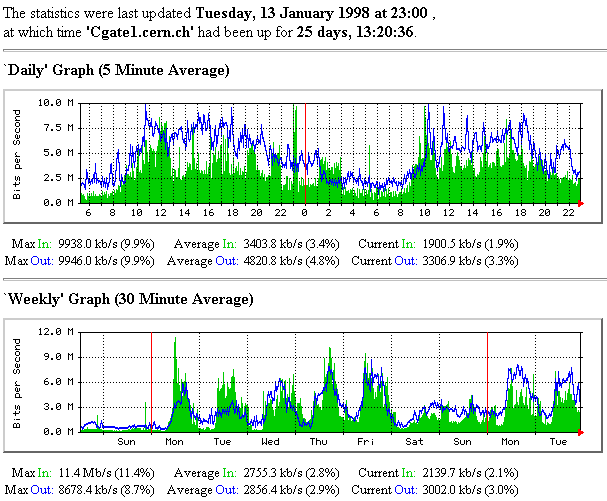 The statistics were last updated Tuesday, 13 January 1998 at 23:00 ,
at which time 'Cgate1.cern.ch' had been up for 25 days, 13:20:36.
`Daily' Graph (5 Minute Average)
Bits per Second
10.0 M
7.5 M
5.0 M
2.5 M
0.0 M
6 8 10 12 14 16 18 20 22 0 2 4 6 8 10 12 14 16 18 20 22
Max In: 9938.0 kb/s (9.9%) Average In: 3403.8 kb/s (3.4%) Current In: 1900.5 kb/s (1.9%)
Max Out: 9946.0 kb/s (9.9%) Average Out: 4820.8 kb/s (4.8%) Current Out: 3306.9 kb/s (3.3%)
`Weekly' Graph (30 Minute Average)
Bits per Second
12.0 M
9.0 M
6.0 M
3.0 M
0.0 M
Sun Mon Tue Wed Thu Fri Sat Sun Mon Tue
Max In: 11.4 Mb/s (11.4%) Average In: 2755.3 kb/s (2.8%) Current In: 2139.7 kb/s (2.1%)
Max Out: 8678.4 kb/s (8.7%) Average Out: 2856.4 kb/s (2.9%) Current Out: 3002.0 kb/s (3.0%)